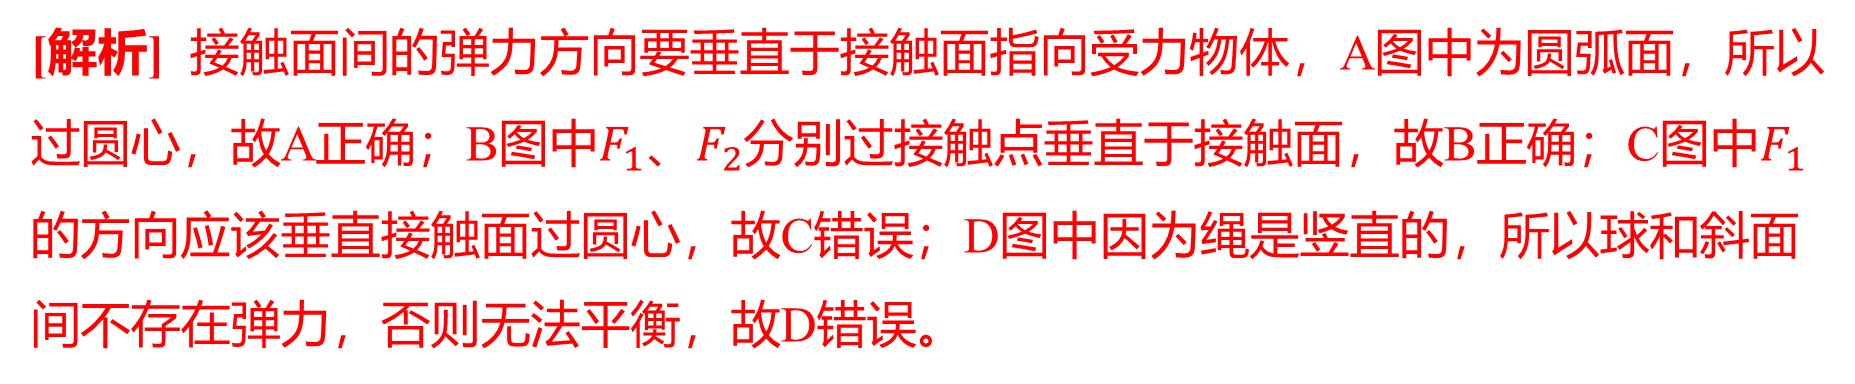 [解析] 接触面间的弹力方向要垂直于接触面指向受力物体，A图中为圆弧面，所以
过圆心，故A正确；B图中F₁、F₂分别过接触点垂直于接触面，故B正确；C图中F₁
的方向应该垂直接触面过圆心，故C错误；D图中因为绳是竖直的，所以球和斜面
间不存在弹力，否则无法平衡，故D错误。